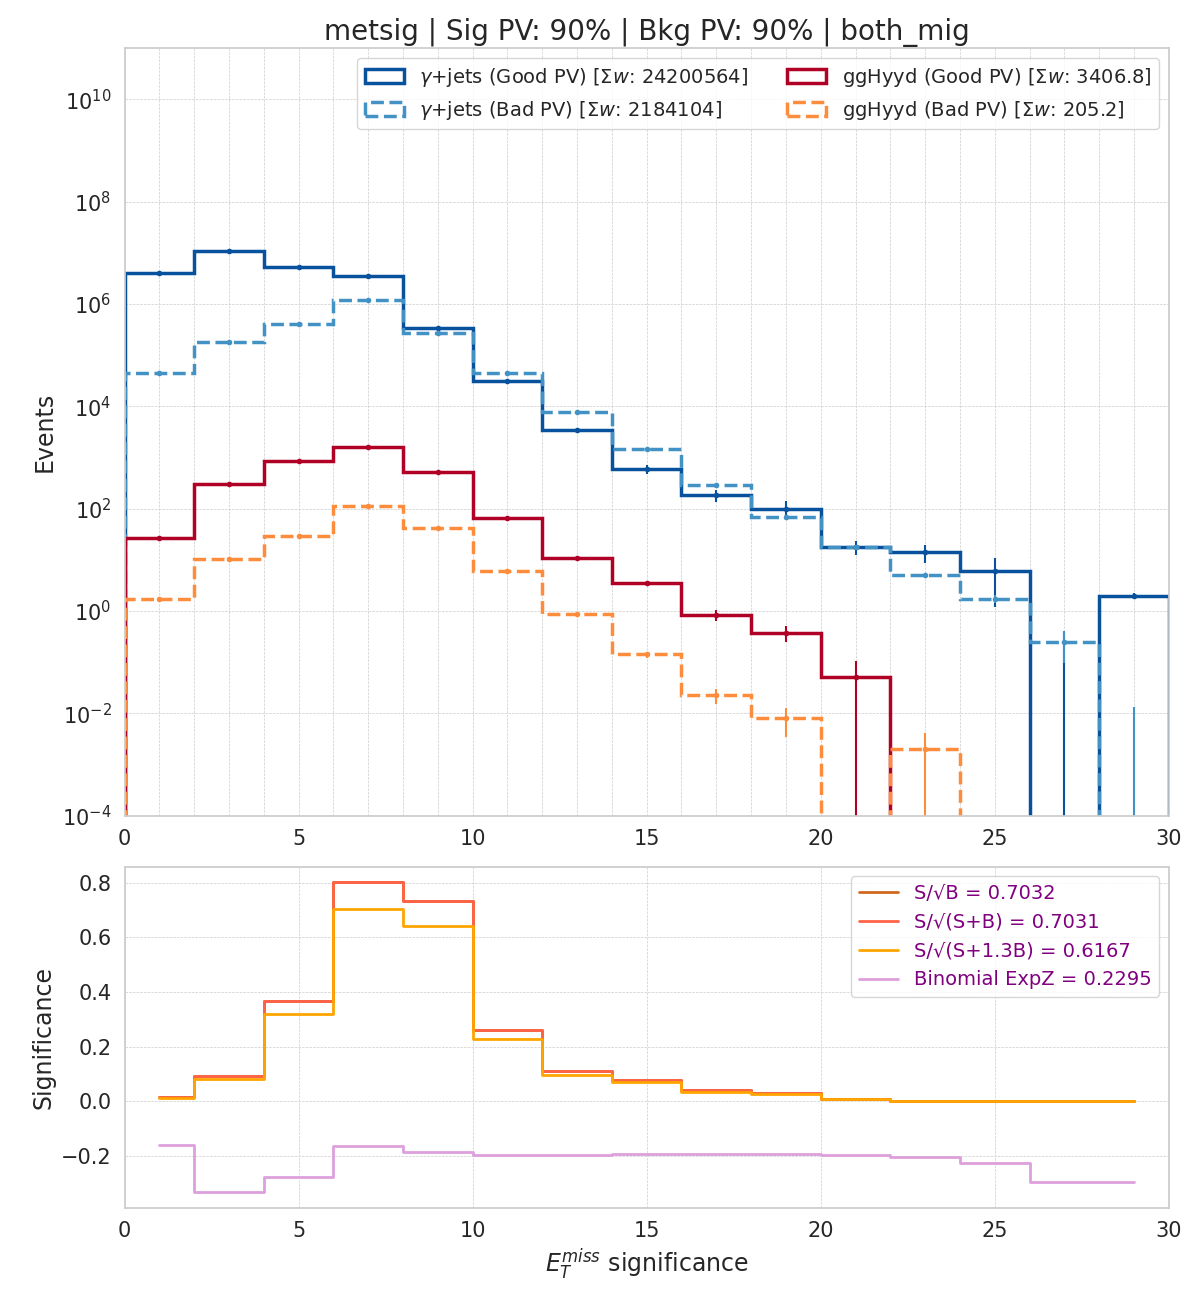 metsig | Sig PV: 90% | Bkg PV: 90% | both_mig
γ+jets (Good PV) [Σw: 24200564]
γ+jets (Bad PV) [Σw: 2184104]
ggHyyd (Good PV) [Σw: 3406.8]
ggHyyd (Bad PV) [Σw: 205.2]
Events
10^10
10^8
10^6
10^4
10^2
10^0
10^−2
10^−4
0 5 10 15 20 25 30
Significance
0.8
0.6
0.4
0.2
0.0
−0.2
S/√B = 0.7032
S/√(S+B) = 0.7031
S/√(S+1.3B) = 0.6167
Binomial ExpZ = 0.2295
0 5 10 15 20 25 30
E_T^miss significance